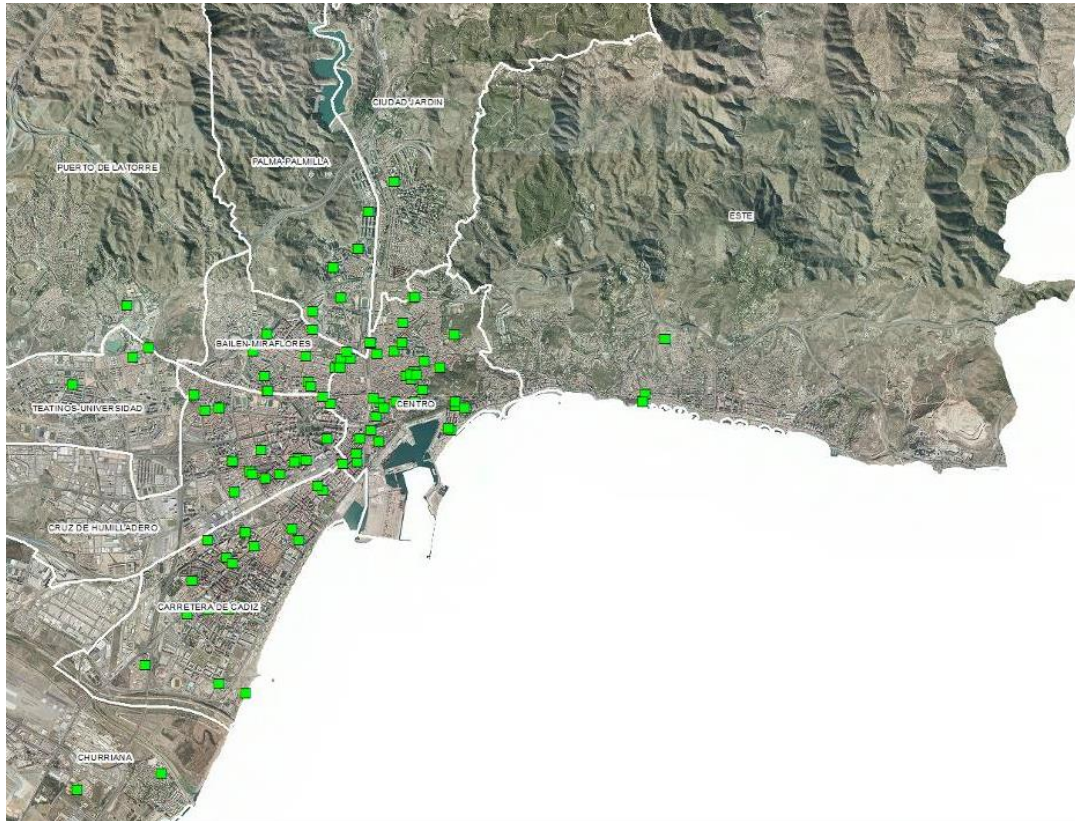 CIUDAD JARDIN
PALMA-PALMILLA
PUERTO DE LA TORRE
ESTE
BAILEN-MIRAFLORES
TEATINOS-UNIVERSIDAD
CENTRO
CRUZ DE HUMILLADERO
CARRETERA DE CADIZ
CHURRIANA